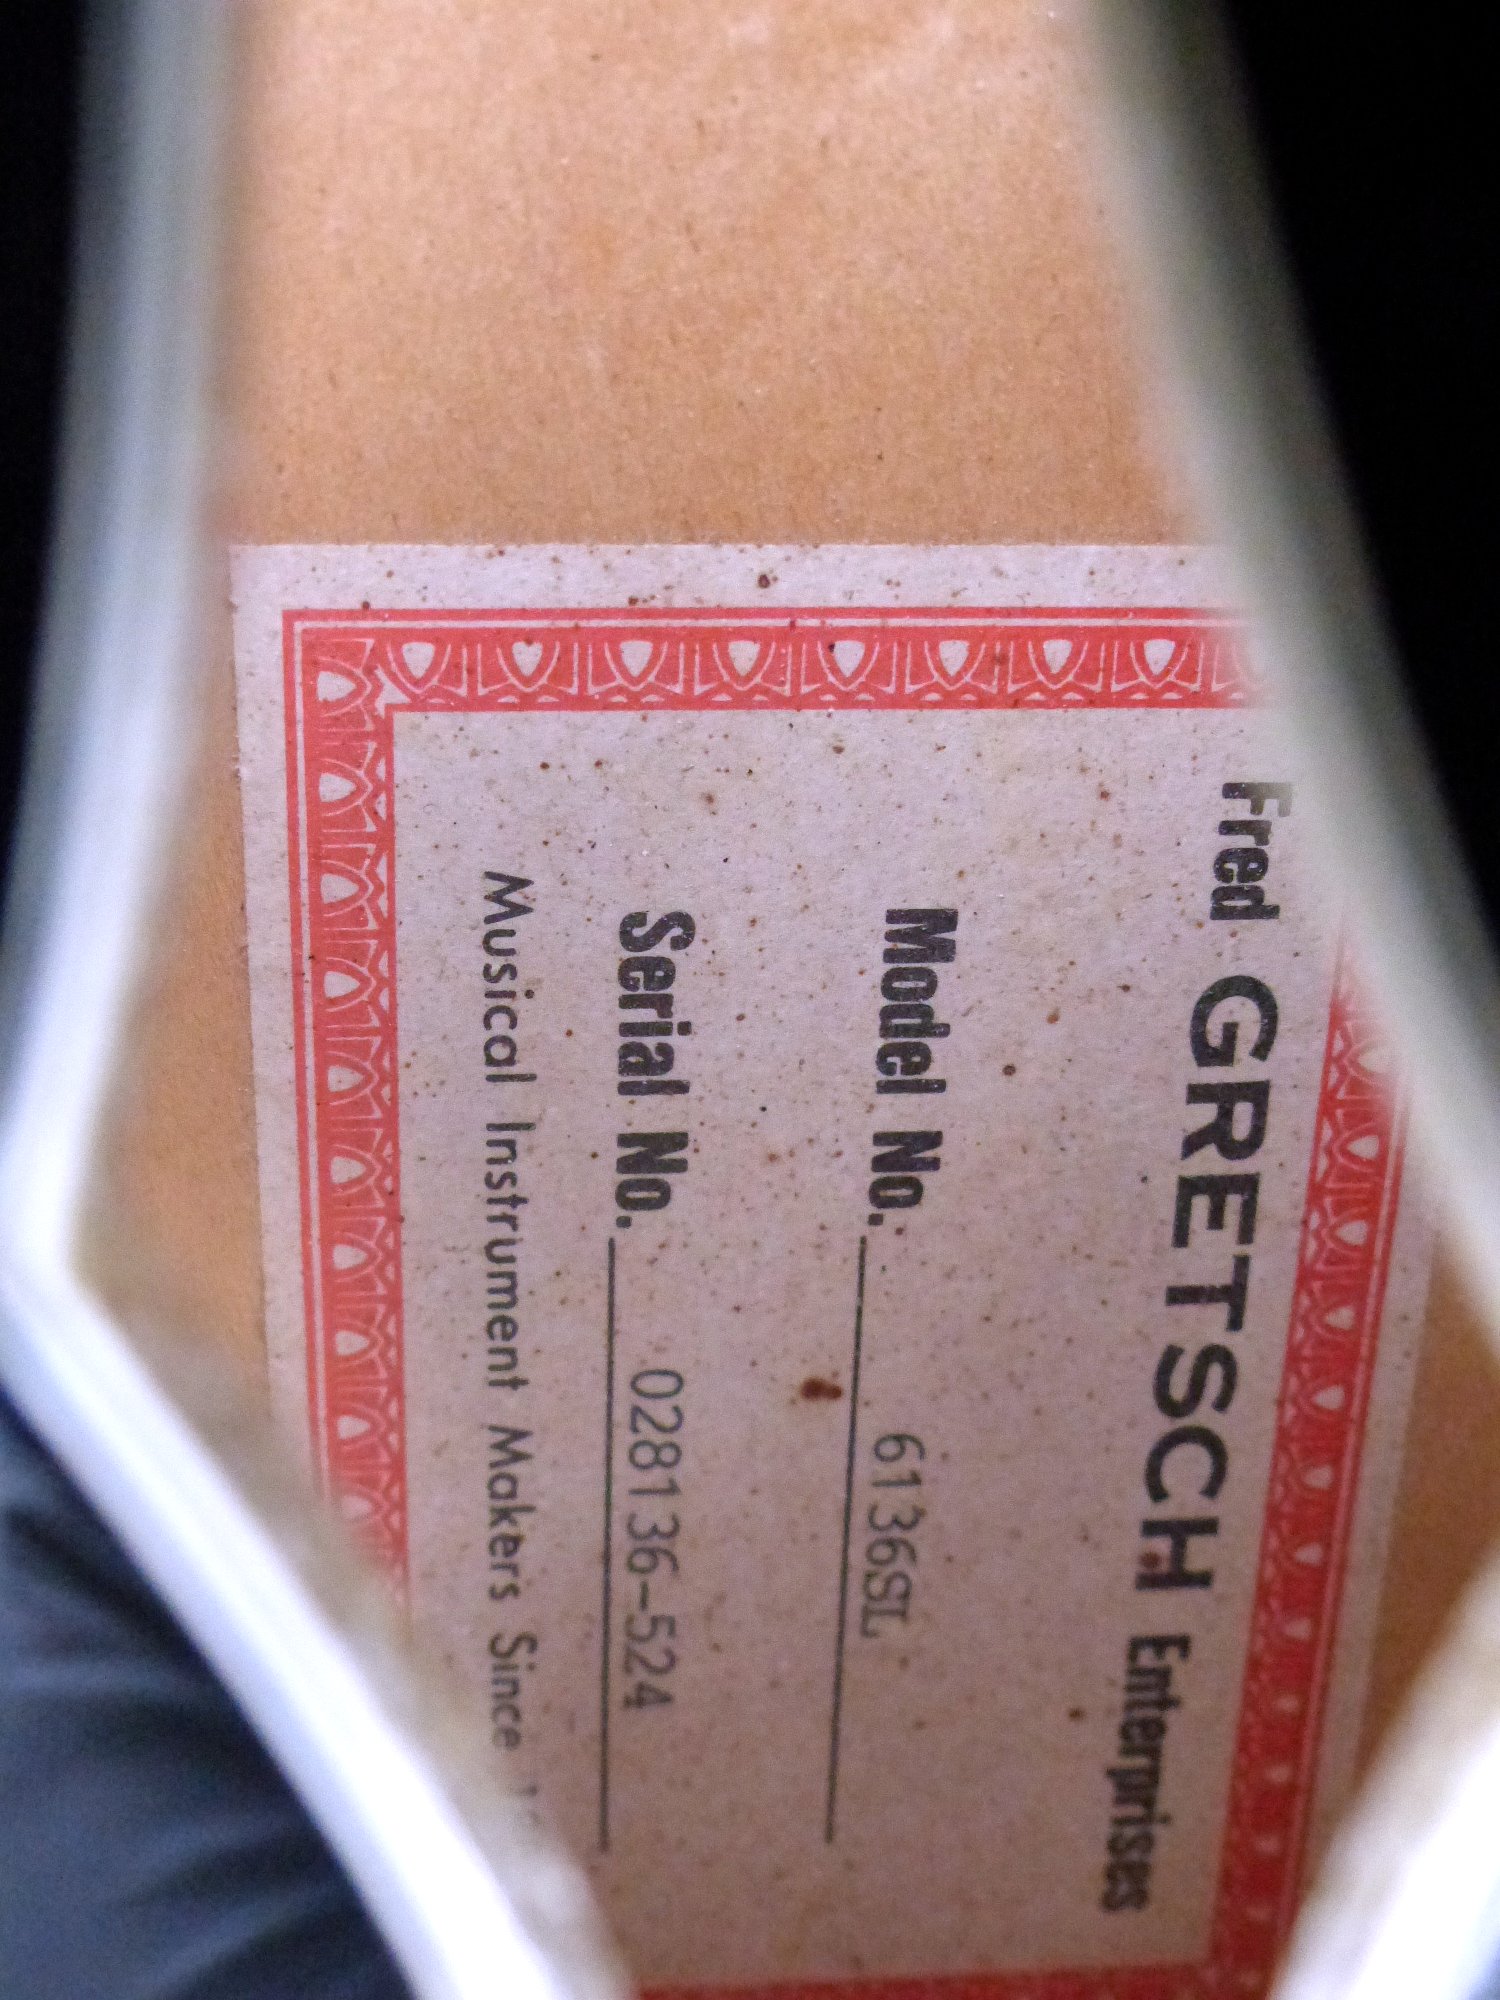 Fred GRETSCH Enterprises
Model No. 6136SL
Serial No. 028136-524
Musical Instrument Makers Since